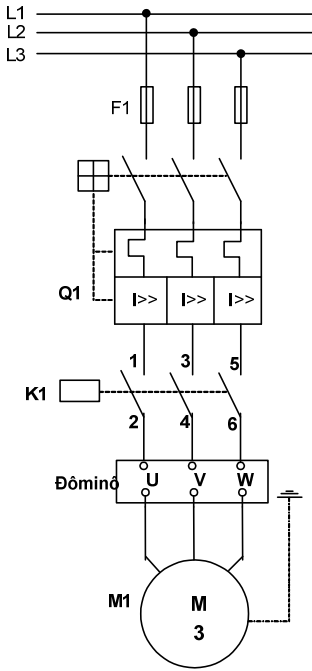 L1
L2
L3
F1
Q1
I>> I>> I>>
1 3 5
K1
2 4 6
Đôminô U V W
M1 M
3